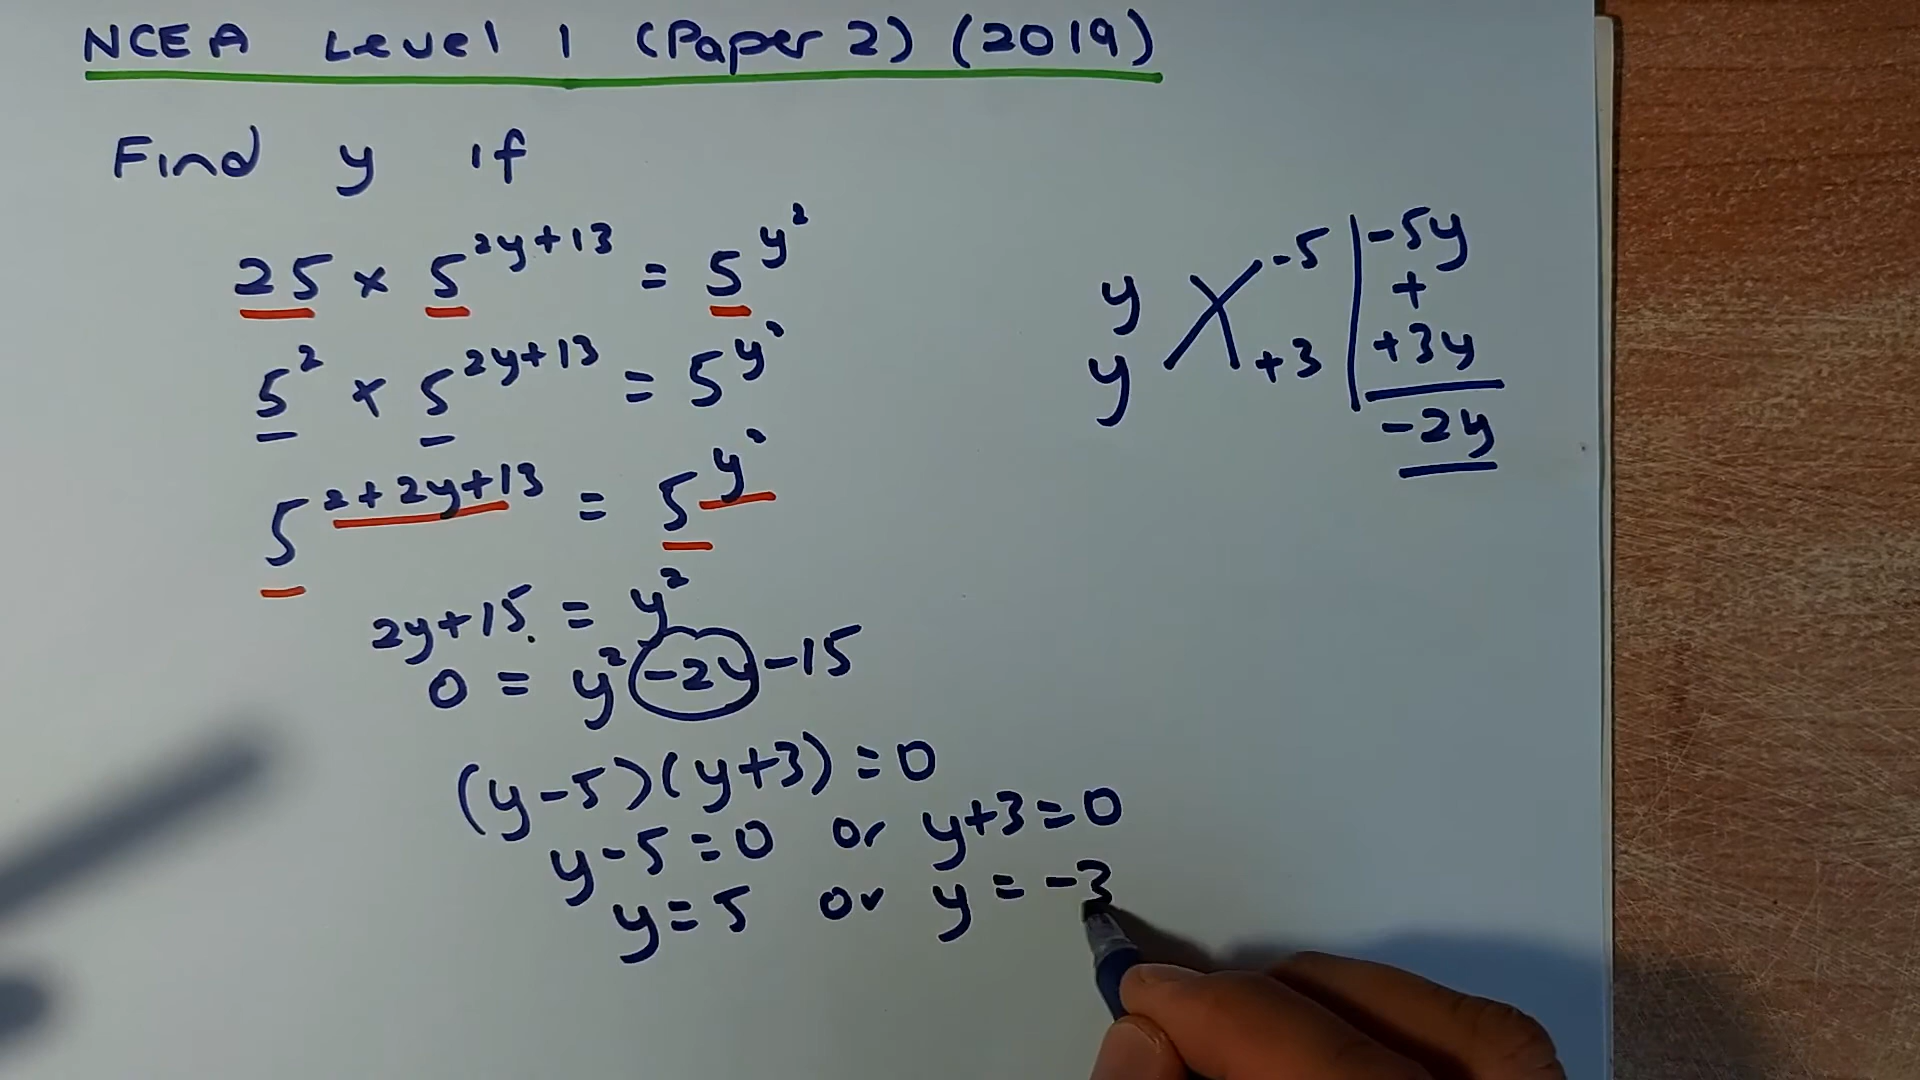 NCEA Level 1 (Paper 2) (2019)
Find y if
25 × 5^(2y+13) = 5^(y²)
5² × 5^(2y+13) = 5^(y²)
5^(2+2y+13) = 5^(y²)
2y+15 = y²
0 = y² -2y -15
(y-5)(y+3) = 0
y-5 = 0 or y+3 = 0
y = 5 or y = -3
y -5 -5y
+
y +3 +3y
-2y